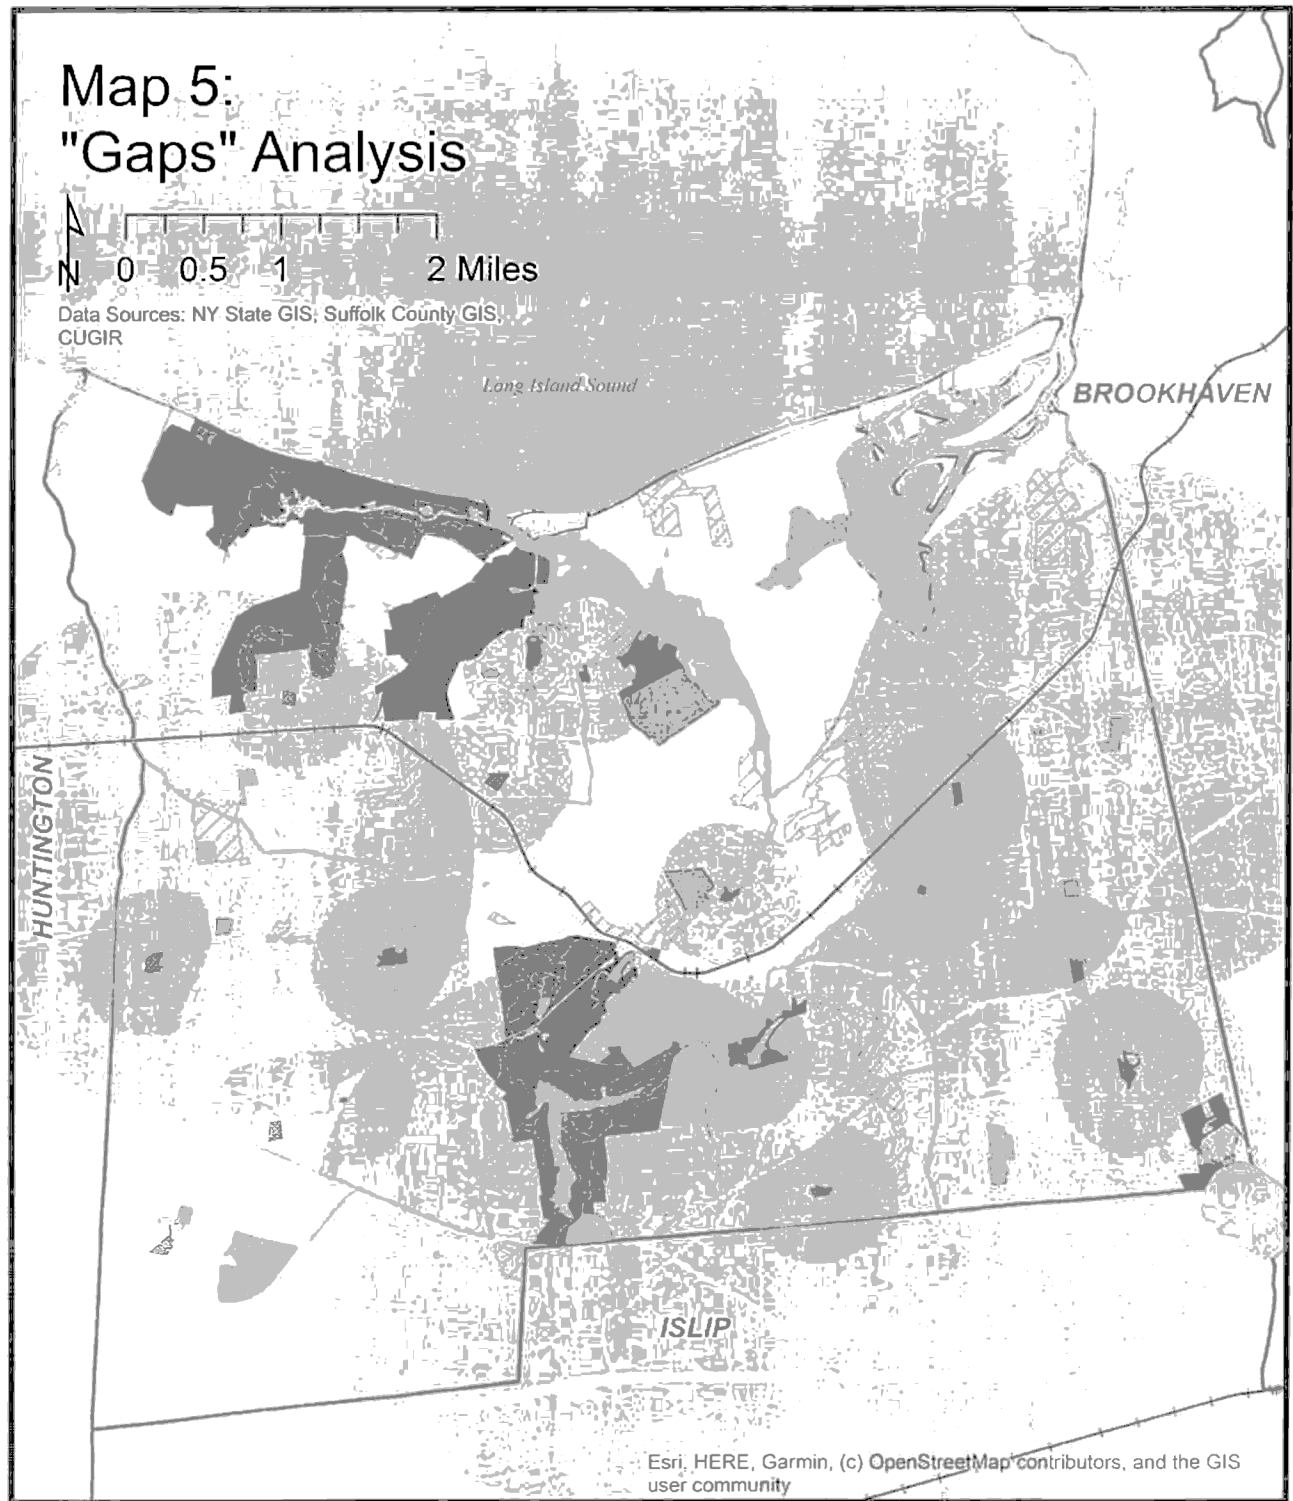 Map 5:
"Gaps" Analysis
N
0 0.5 1 2 Miles
Data Sources: NY State GIS, Suffolk County GIS,
CUGIR
Long Island Sound
BROOKHAVEN
HUNTINGTON
ISLIP
Esri, HERE, Garmin, (c) OpenStreetMap contributors, and the GIS
user community